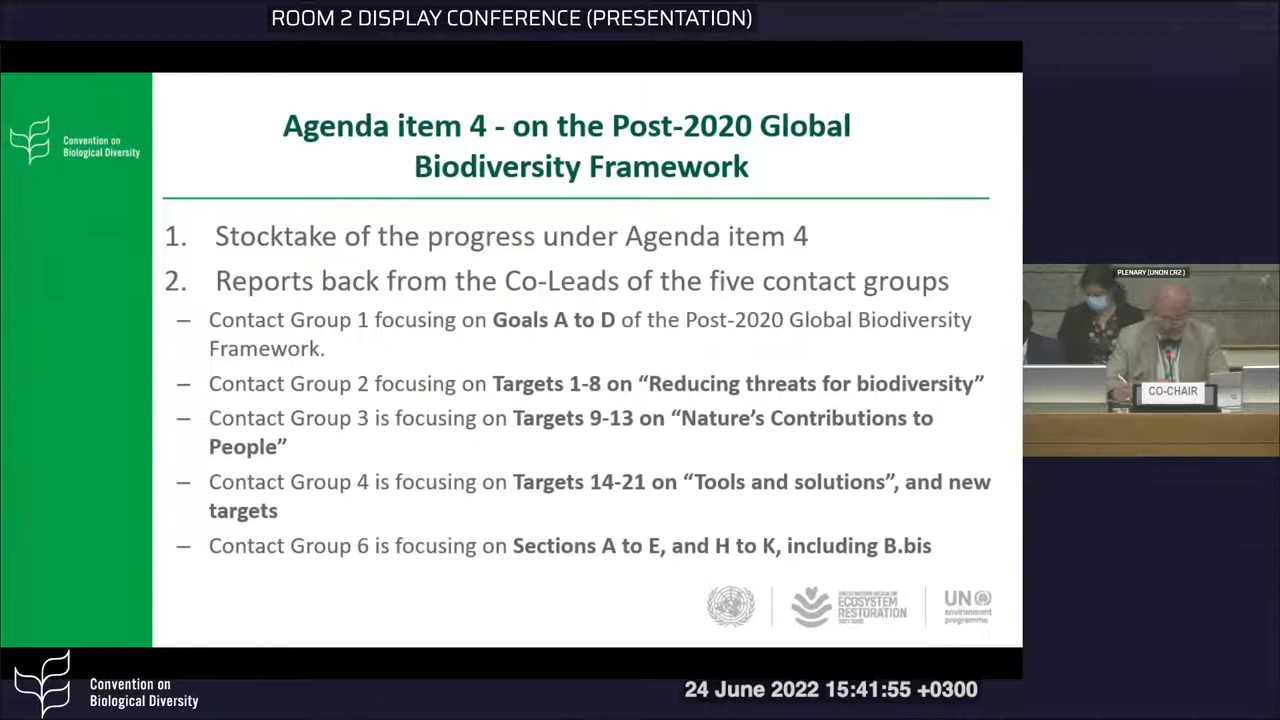 ROOM 2 DISPLAY CONFERENCE (PRESENTATION)
Convention on
Biological Diversity
Agenda item 4 - on the Post-2020 Global
Biodiversity Framework
1. Stocktake of the progress under Agenda item 4
2. Reports back from the Co-Leads of the five contact groups
– Contact Group 1 focusing on Goals A to D of the Post-2020 Global Biodiversity
Framework.
– Contact Group 2 focusing on Targets 1-8 on “Reducing threats for biodiversity”
– Contact Group 3 is focusing on Targets 9-13 on “Nature’s Contributions to
People”
– Contact Group 4 is focusing on Targets 14-21 on “Tools and solutions”, and new
targets
– Contact Group 6 is focusing on Sections A to E, and H to K, including B.bis
PLENARY (UNON CR2)
CO-CHAIR
UNITED NATIONS DECADE ON
ECOSYSTEM
RESTORATION
UN
environment
programme
Convention on
Biological Diversity
24 June 2022 15:41:55 +0300